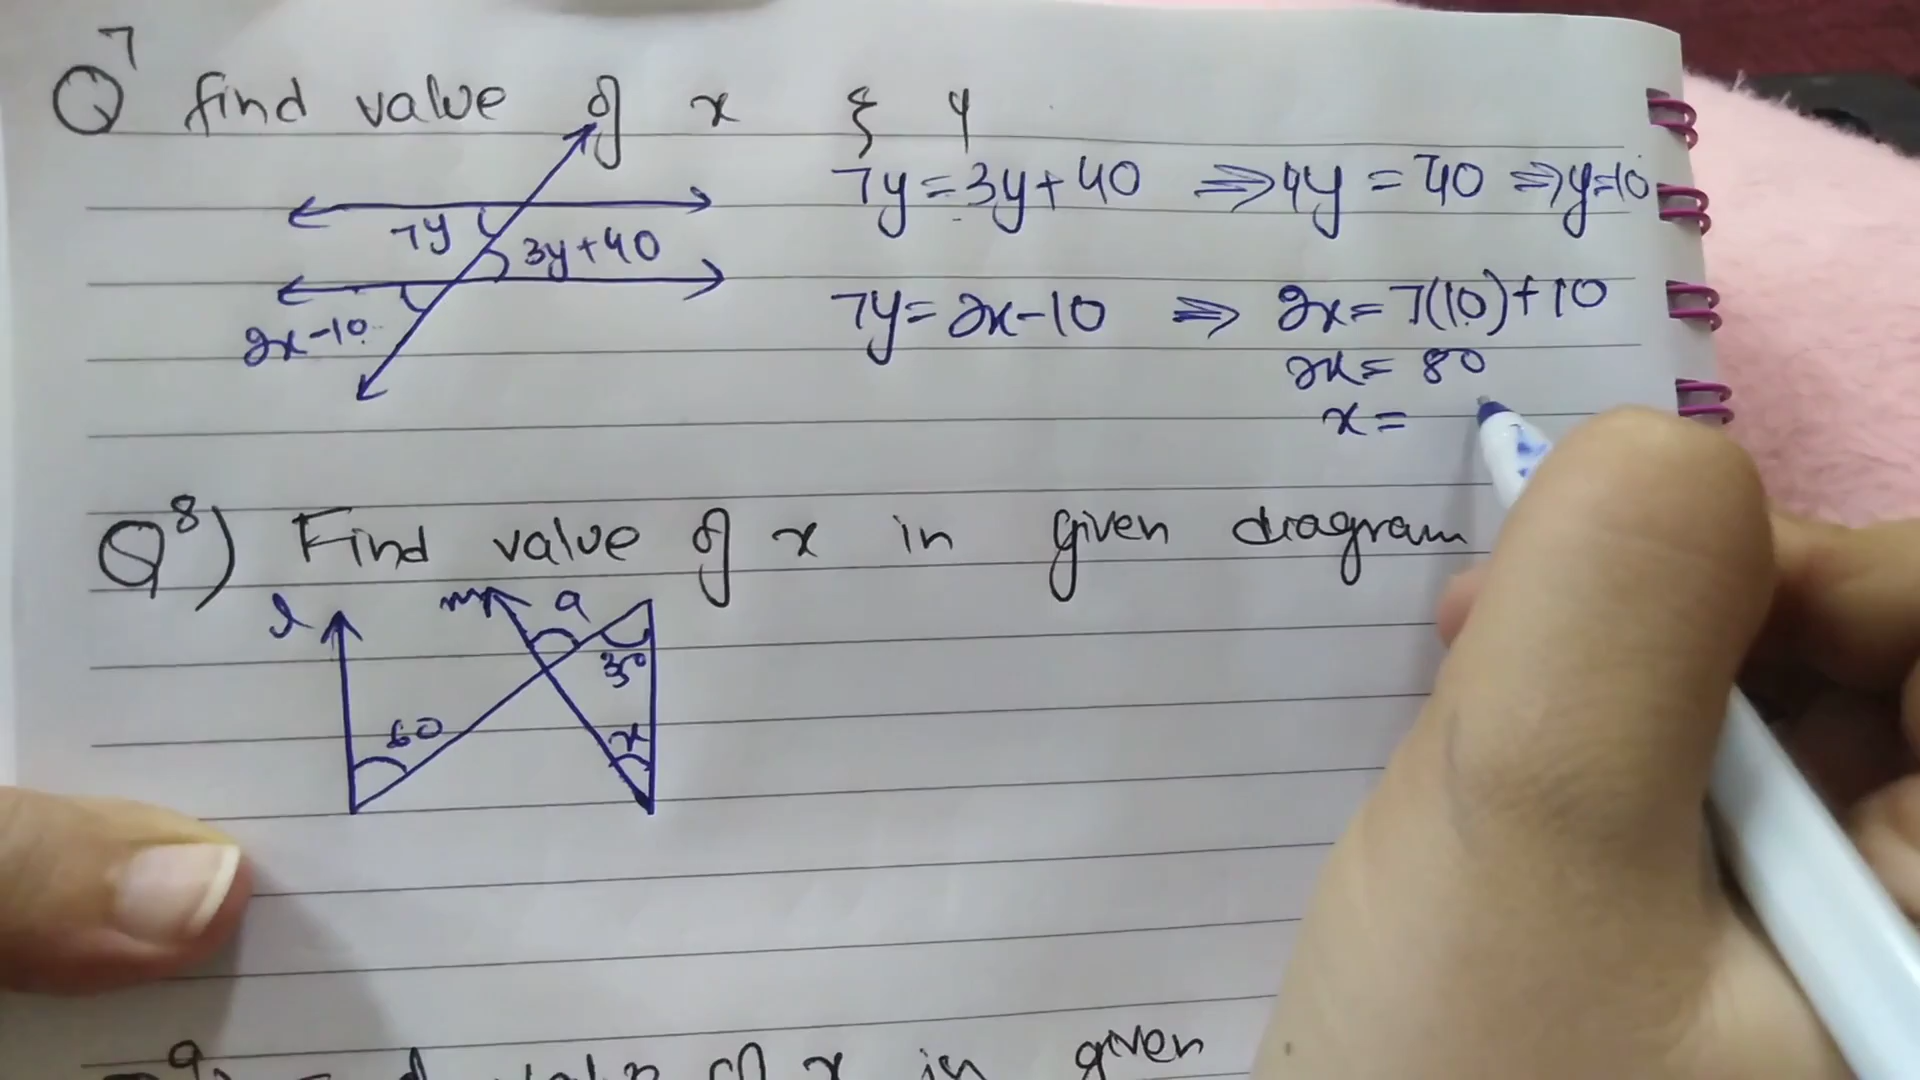 Q7 find value of x & y
7y = 3y + 40 ⇒ 4y = 40 ⇒ y = 10
7y
3y + 40
2x - 10
7y = 2x - 10 ⇒ 2x = 7(10) + 10
2x = 80
x =
Q8) Find value of x in given diagram
l
m
a
60
x
in given